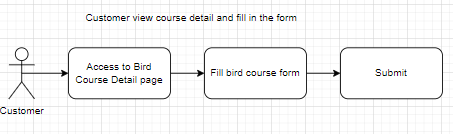 Customer view course detail and fill in the form
Access to Bird
Course Detail page
Fill bird course form
Submit
Customer